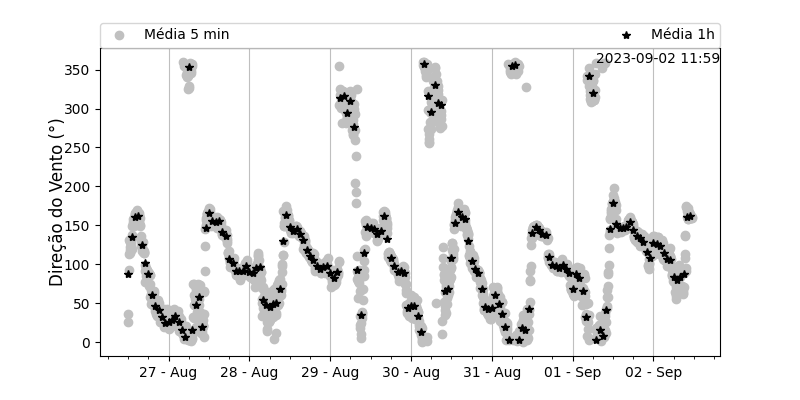 Média 5 min
Média 1h
2023-09-02 11:59
Direção do Vento (°)
350
300
250
200
150
100
50
0
27 - Aug
28 - Aug
29 - Aug
30 - Aug
31 - Aug
01 - Sep
02 - Sep